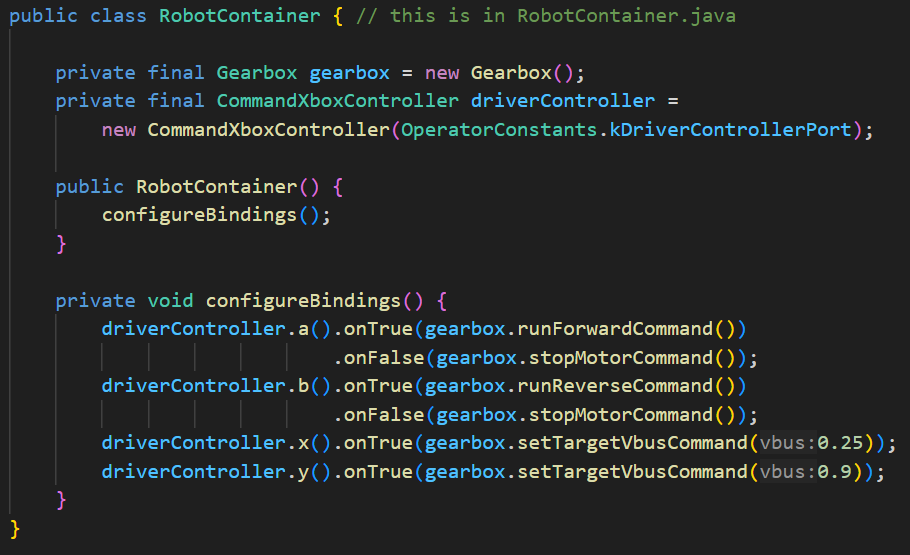 public class RobotContainer { // this is in RobotContainer.java
private final Gearbox gearbox = new Gearbox();
private final CommandXboxController driverController =
new CommandXboxController(OperatorConstants.kDriverControllerPort);
public RobotContainer() {
configureBindings();
}
private void configureBindings() {
driverController.a().onTrue(gearbox.runForwardCommand())
.onFalse(gearbox.stopMotorCommand());
driverController.b().onTrue(gearbox.runReverseCommand())
.onFalse(gearbox.stopMotorCommand());
driverController.x().onTrue(gearbox.setTargetVbusCommand(vbus:0.25));
driverController.y().onTrue(gearbox.setTargetVbusCommand(vbus:0.9));
}
}